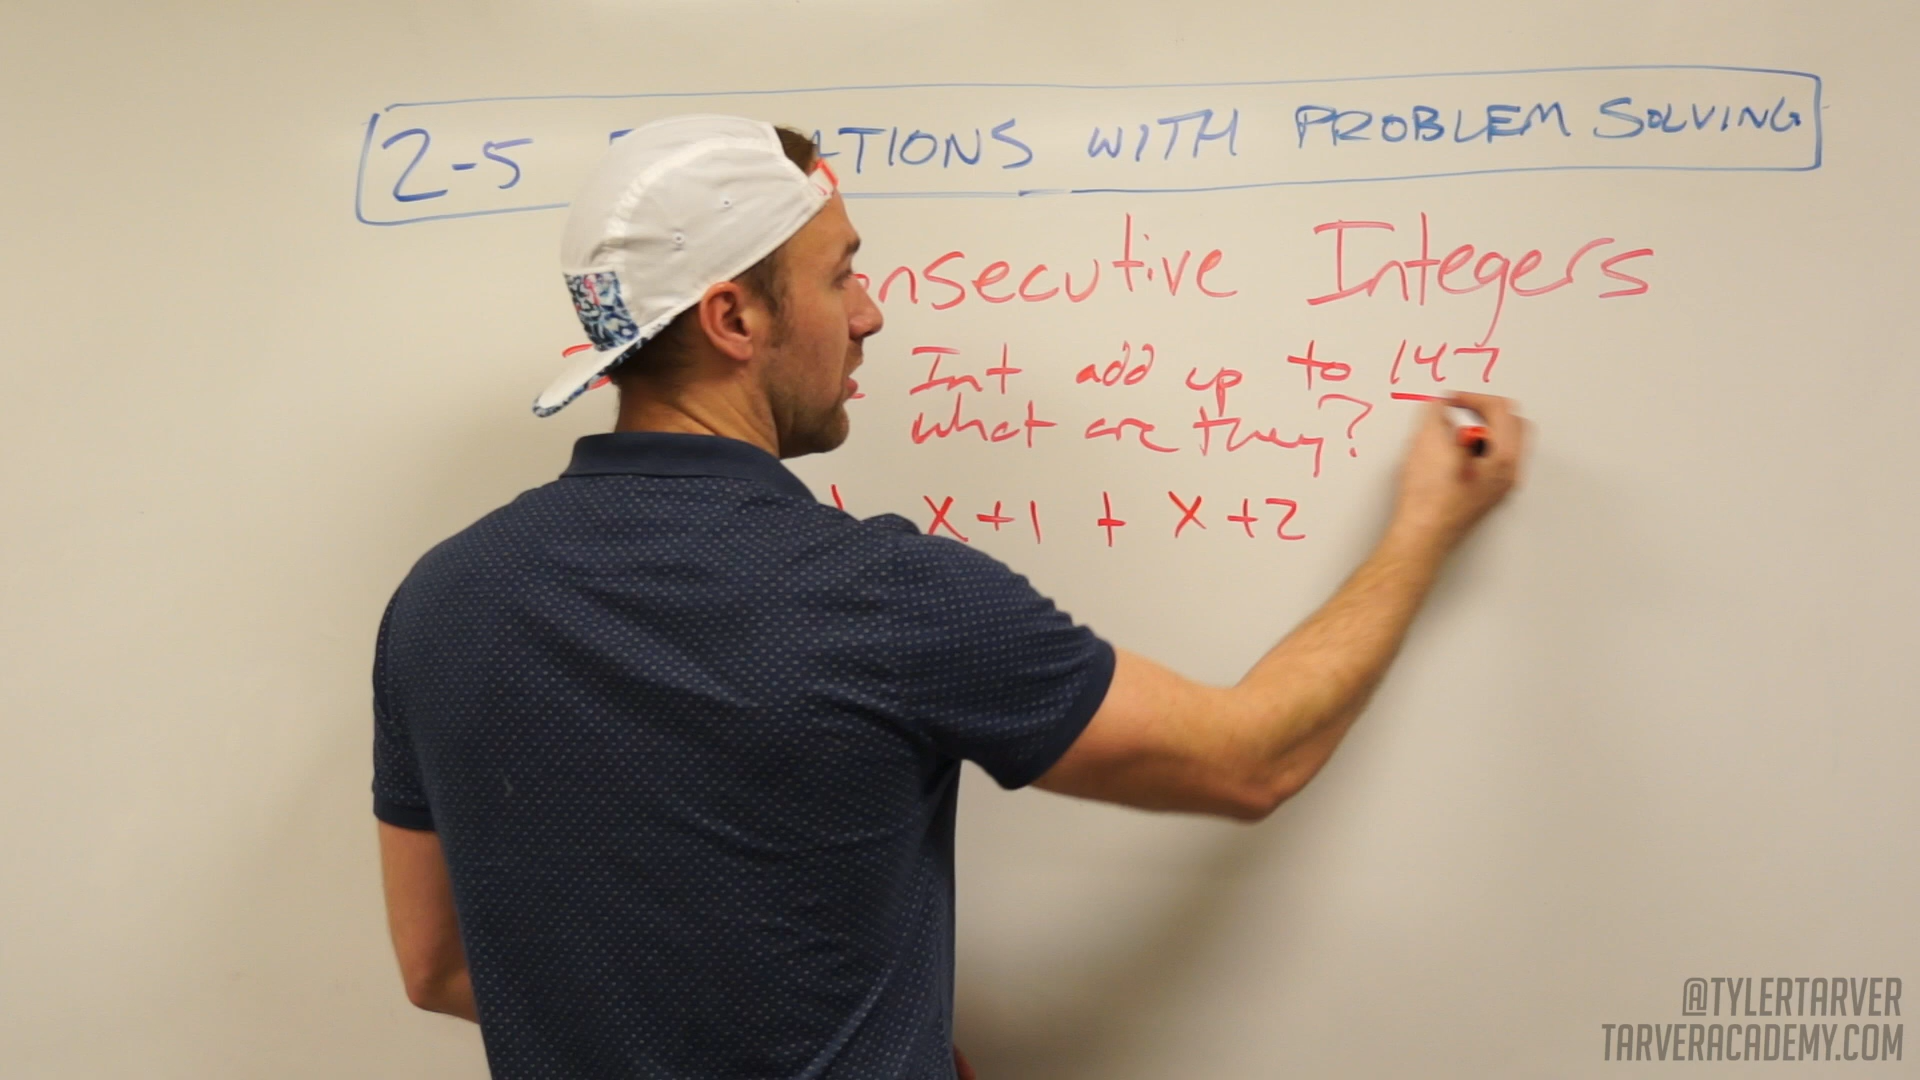 2-5 ATIONS WITH PROBLEM SOLVING
onsecutive Integers
Int add up to 147
what are they?
x+1 + x+2
@TYLERTARVER
TARVERACADEMY.COM